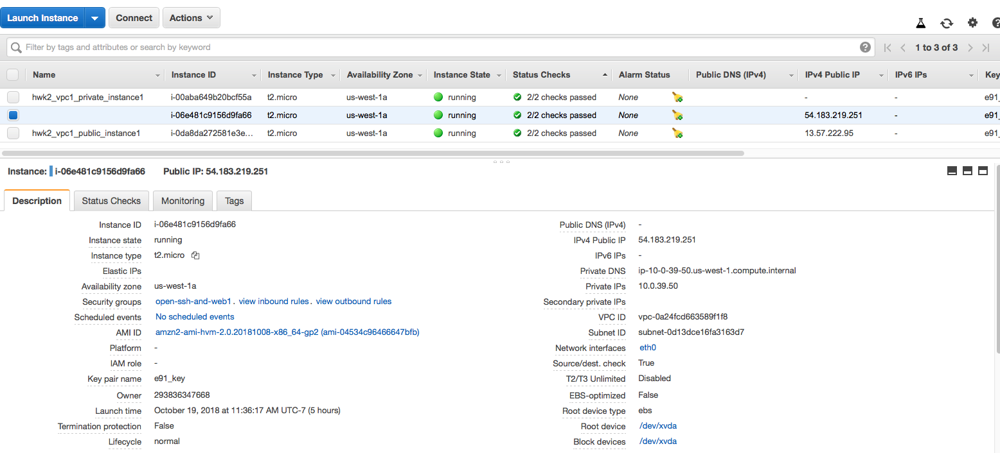 Launch Instance Connect Actions
Filter by tags and attributes or search by keyword 1 to 3 of 3
Name Instance ID Instance Type Availability Zone Instance State Status Checks Alarm Status Public DNS (IPv4) IPv4 Public IP IPv6 IPs Key
hwk2_vpc1_private_instance1 i-00aba649b20bcf55a t2.micro us-west-1a running 2/2 checks passed None - - e91_
i-06e481c9156d9fa66 t2.micro us-west-1a running 2/2 checks passed None 54.183.219.251 - e91_
hwk2_vpc1_public_instance1 i-0da8da272581e3e... t2.micro us-west-1a running 2/2 checks passed None 13.57.222.95 - e91_
Instance: i-06e481c9156d9fa66 Public IP: 54.183.219.251
Description Status Checks Monitoring Tags
Instance ID i-06e481c9156d9fa66 Public DNS (IPv4) -
Instance state running IPv4 Public IP 54.183.219.251
Instance type t2.micro IPv6 IPs -
Elastic IPs Private DNS ip-10-0-39-50.us-west-1.compute.internal
Availability zone us-west-1a Private IPs 10.0.39.50
Security groups open-ssh-and-web1. view inbound rules. view outbound rules Secondary private IPs
Scheduled events No scheduled events VPC ID vpc-0a24fcd663589f1f8
AMI ID amzn2-ami-hvm-2.0.20181008-x86_64-gp2 (ami-04534c96466647bfb) Subnet ID subnet-0d13dce16fa3163d7
Platform - Network interfaces eth0
IAM role - Source/dest. check True
Key pair name e91_key T2/T3 Unlimited Disabled
Owner 293836347668 EBS-optimized False
Launch time October 19, 2018 at 11:36:17 AM UTC-7 (5 hours) Root device type ebs
Termination protection False Root device /dev/xvda
Lifecycle normal Block devices /dev/xvda